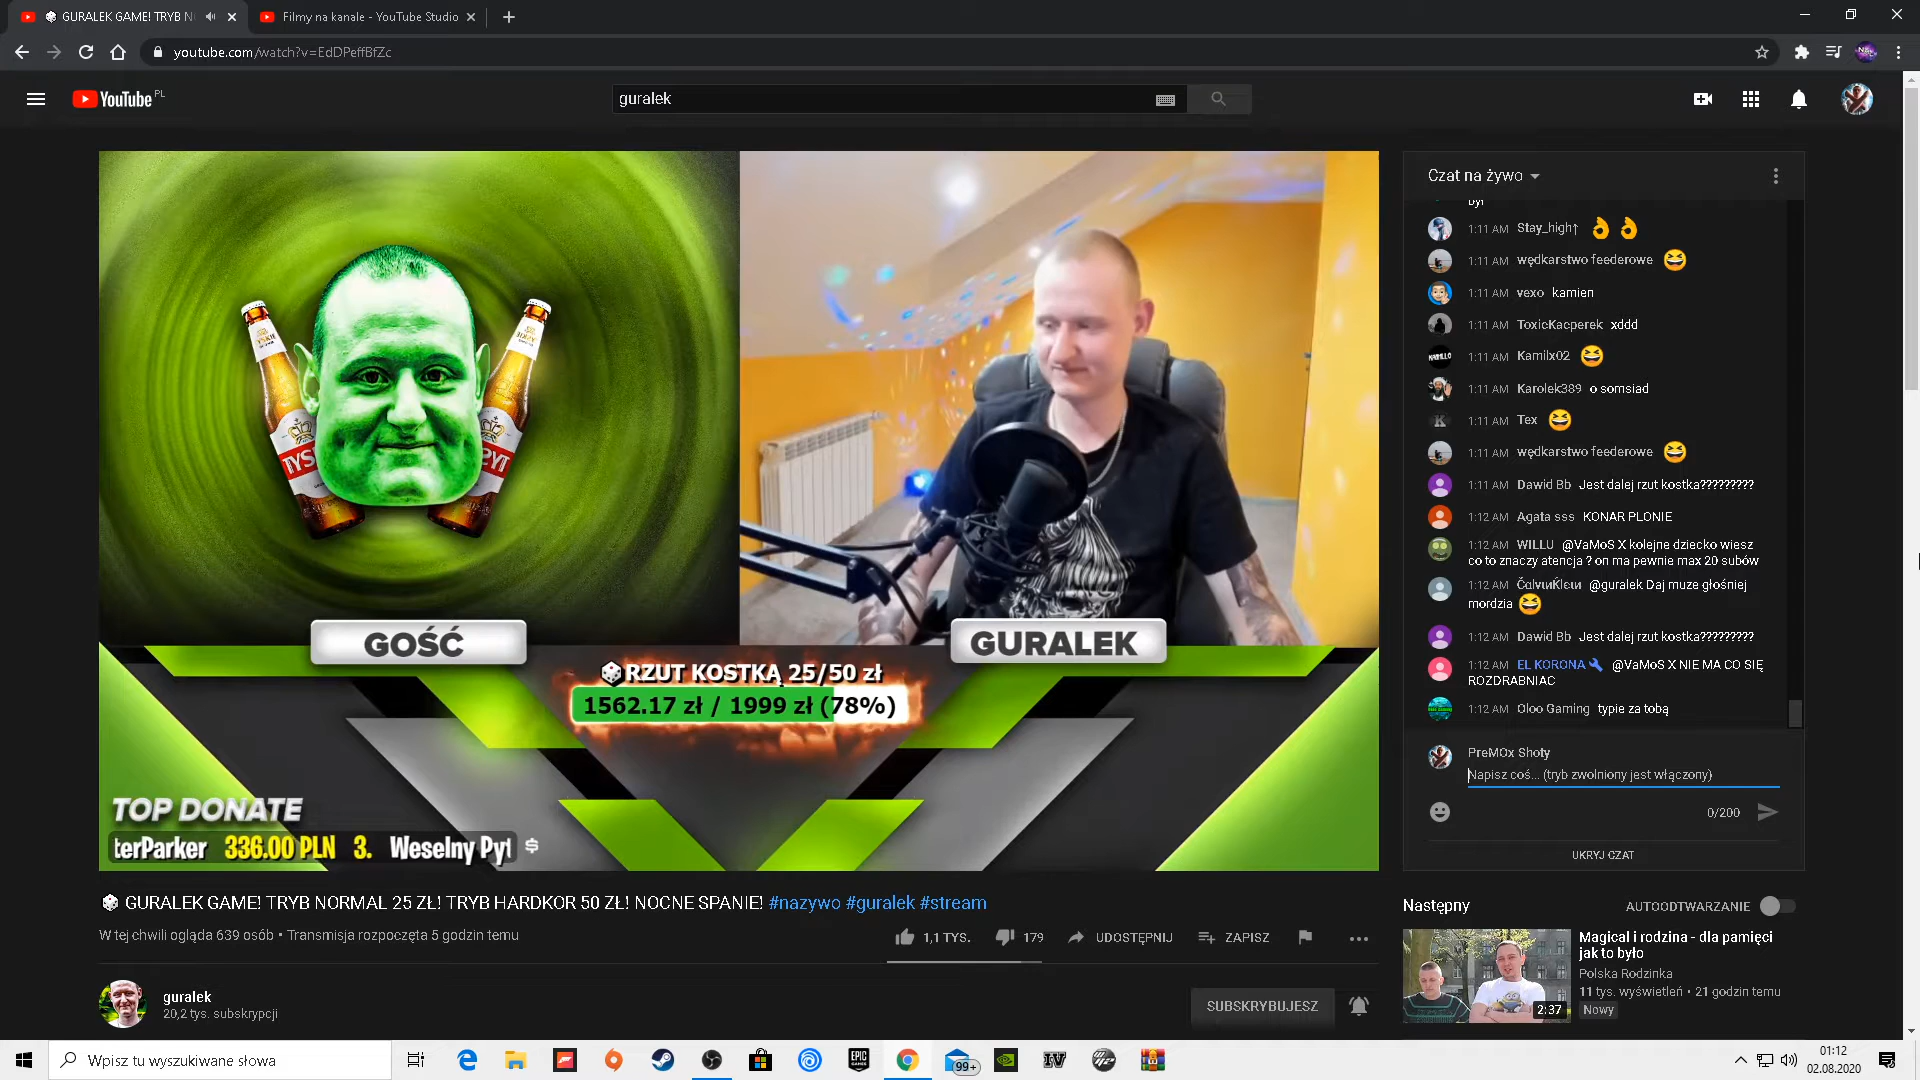 GURALEK GAME! TRYB N
Filmy na kanale - YouTube Studio
youtube.com/watch?v=EdDPeffBfZc
YouTube PL
guralek
Czat na żywo
był
1:11 AM Stay_high↑ 👌 👌
1:11 AM wędkarstwo feederowe 😆
1:11 AM vexo kamien
1:11 AM ToxicKacperek xddd
1:11 AM Kamilx02 😆
1:11 AM Karolek389 o somsiad
1:11 AM Tex 😆
1:11 AM wędkarstwo feederowe 😆
1:11 AM Dawid Bb Jest dalej rzut kostka?????????
1:12 AM Agata sss KONAR PLONIE
1:12 AM WILLU @VaMoS X kolejne dziecko wiesz
co to znaczy atencja ? on ma pewnie max 20 subów
1:12 AM @guralek Daj muze głośniej
mordzia 😆
1:12 AM Dawid Bb Jest dalej rzut kostka?????????
1:12 AM EL KORONA 🔧 @VaMoS X NIE MA CO SIĘ
ROZDRABNIAC
1:12 AM Oloo Gaming typie za tobą
PreMOx Shoty
Napisz coś... (tryb zwolniony jest włączony)
0/200
UKRYJ CZAT
GOŚĆ
GURALEK
🎲RZUT KOSTKĄ 25/50 zł
1562.17 zł / 1999 zł (78%)
TOP DONATE
terParker 336.00 PLN 3. Weselny Pyt $
🎲 GURALEK GAME! TRYB NORMAL 25 ZŁ! TRYB HARDKOR 50 ZŁ! NOCNE SPANIE! #nazywo #guralek #stream
W tej chwili ogląda 639 osób • Transmisja rozpoczęta 5 godzin temu
1,1 TYS. 179 UDOSTĘPNIJ ZAPISZ
guralek
20,2 tys. subskrypcji
SUBSKRYBUJESZ
Następny
AUTOODTWARZANIE
Magical i rodzina - dla pamięci
jak to było
Polska Rodzinka
11 tys. wyświetleń • 21 godzin temu
Nowy
2:37
Wpisz tu wyszukiwane słowa
EPIC GAMES
99+
IV
01:12
02.08.2020